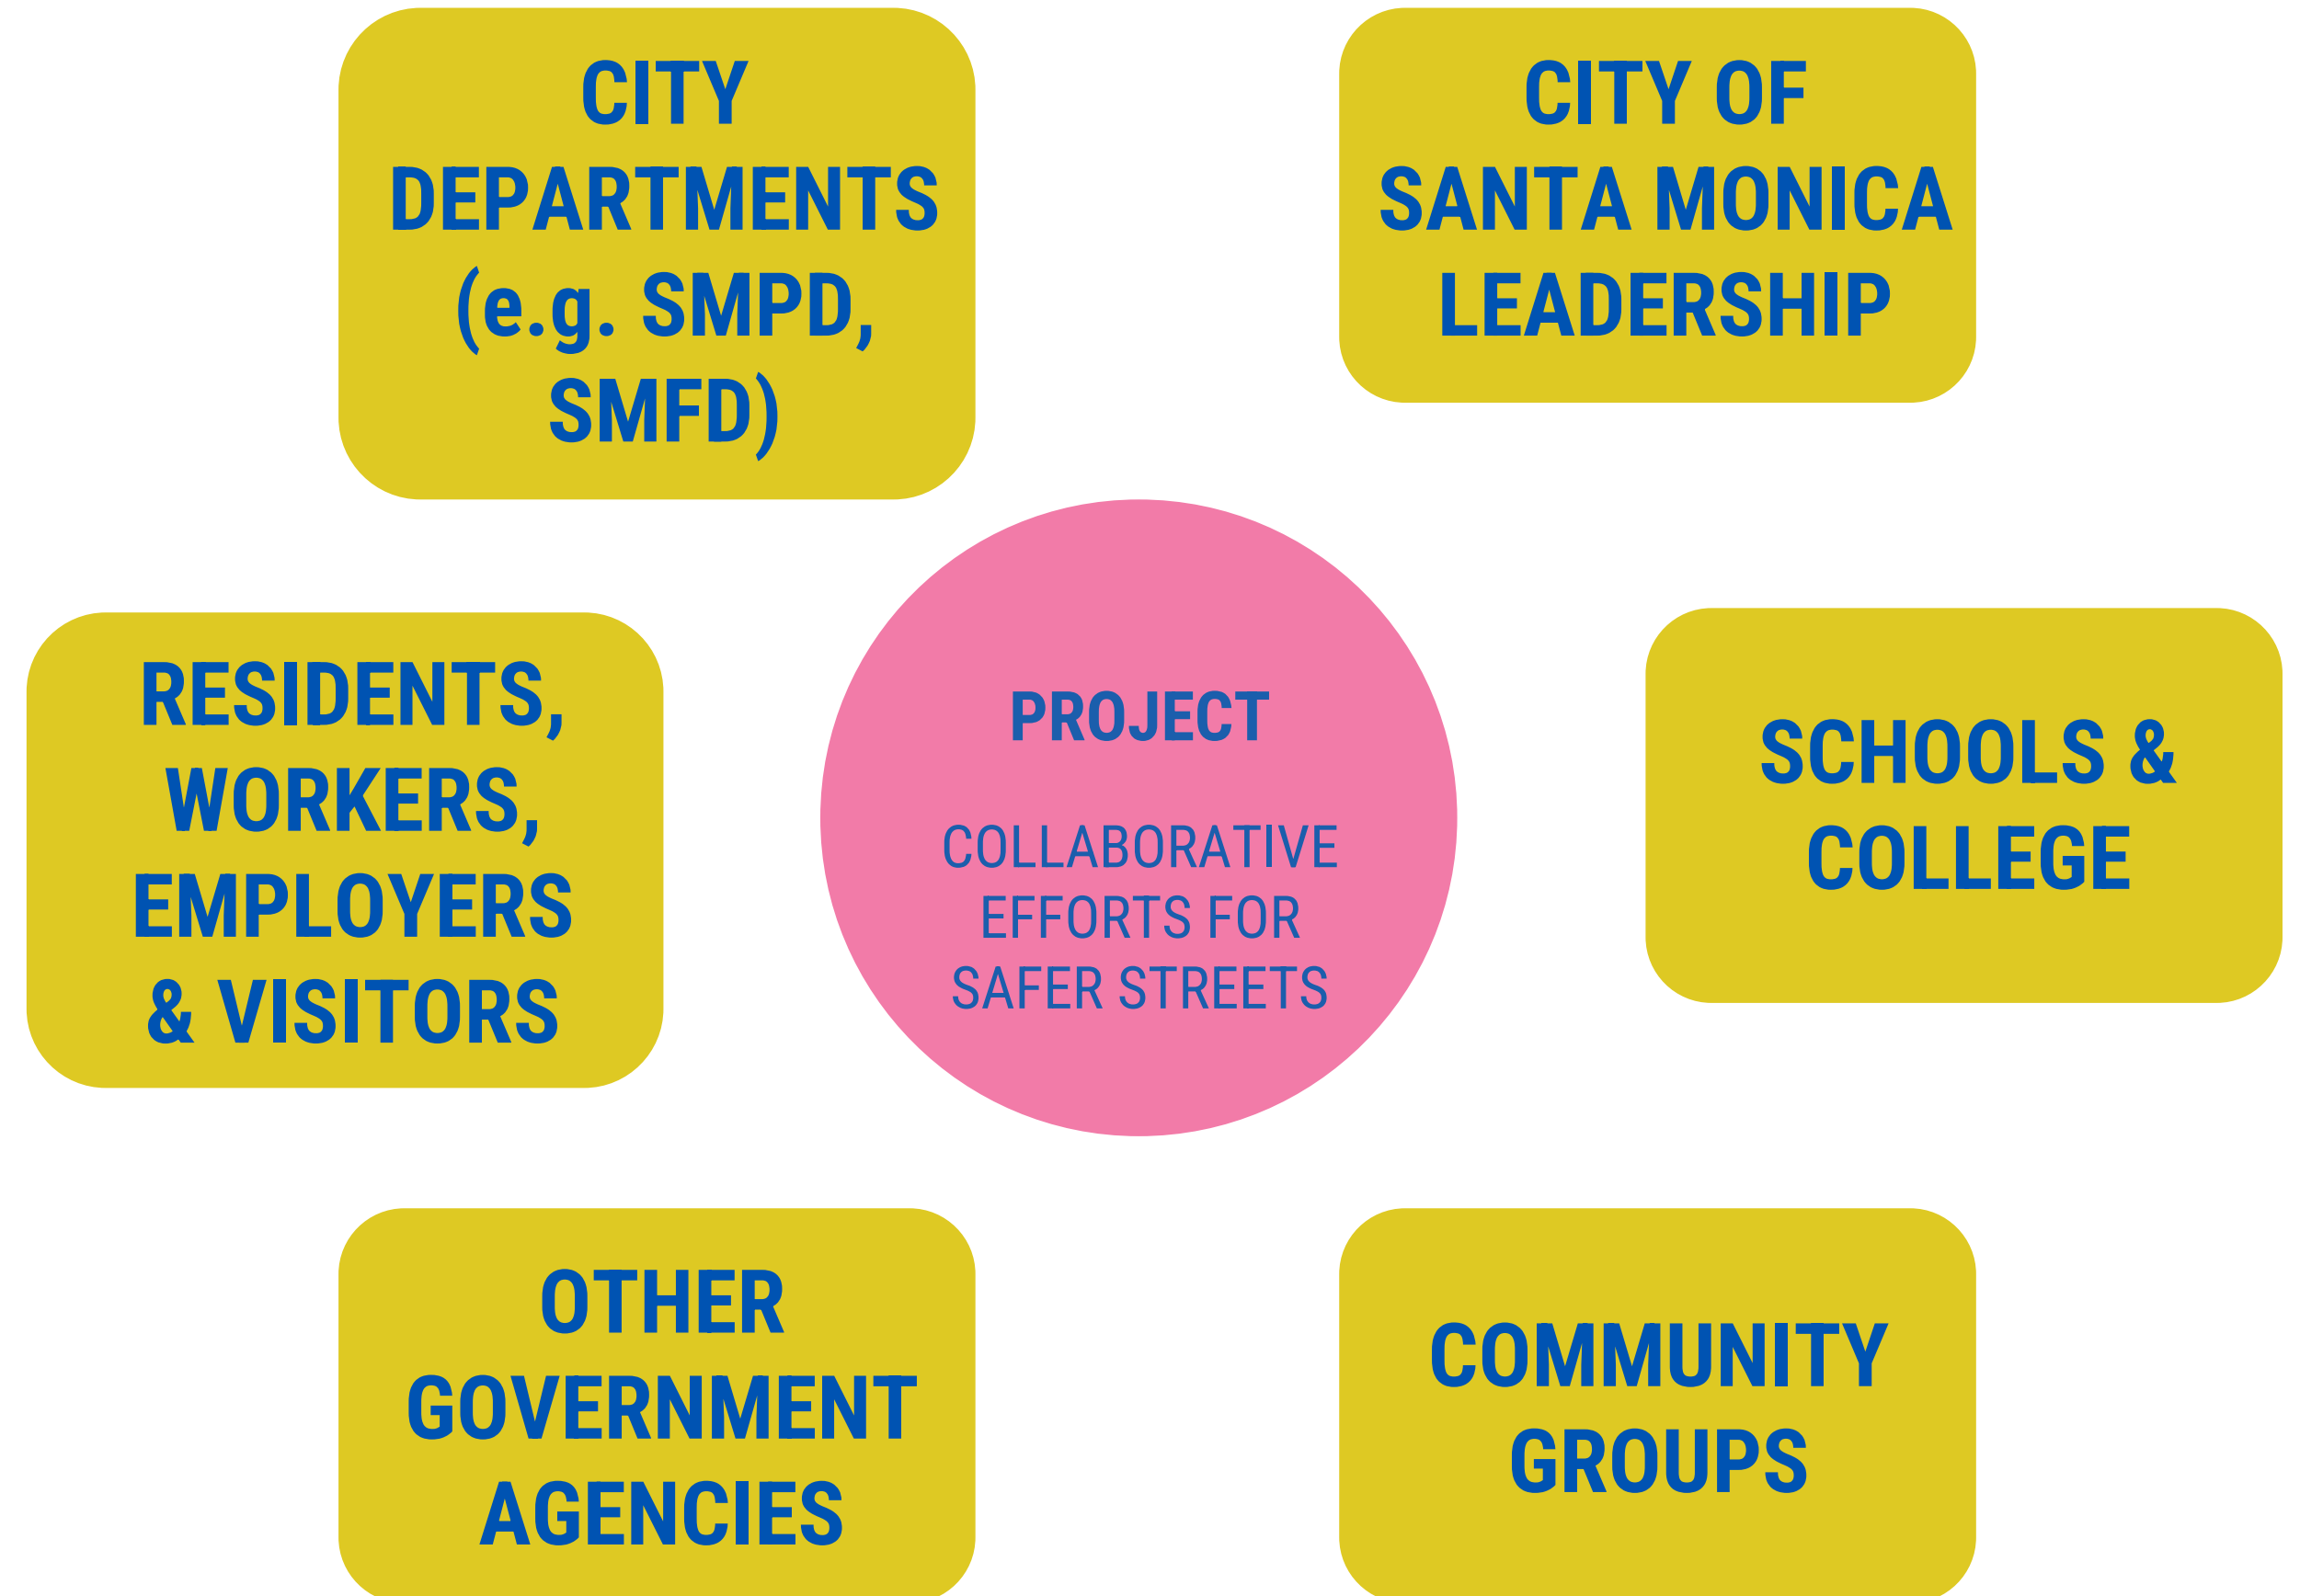 CITY
DEPARTMENTS
(e.g. SMPD,
SMFD)
CITY OF
SANTA MONICA
LEADERSHIP
RESIDENTS,
WORKERS,
EMPLOYERS
& VISITORS
PROJECT
COLLABORATIVE
EFFORTS FOR
SAFER STREETS
SCHOOLS &
COLLEGE
OTHER
GOVERNMENT
AGENCIES
COMMUNITY
GROUPS